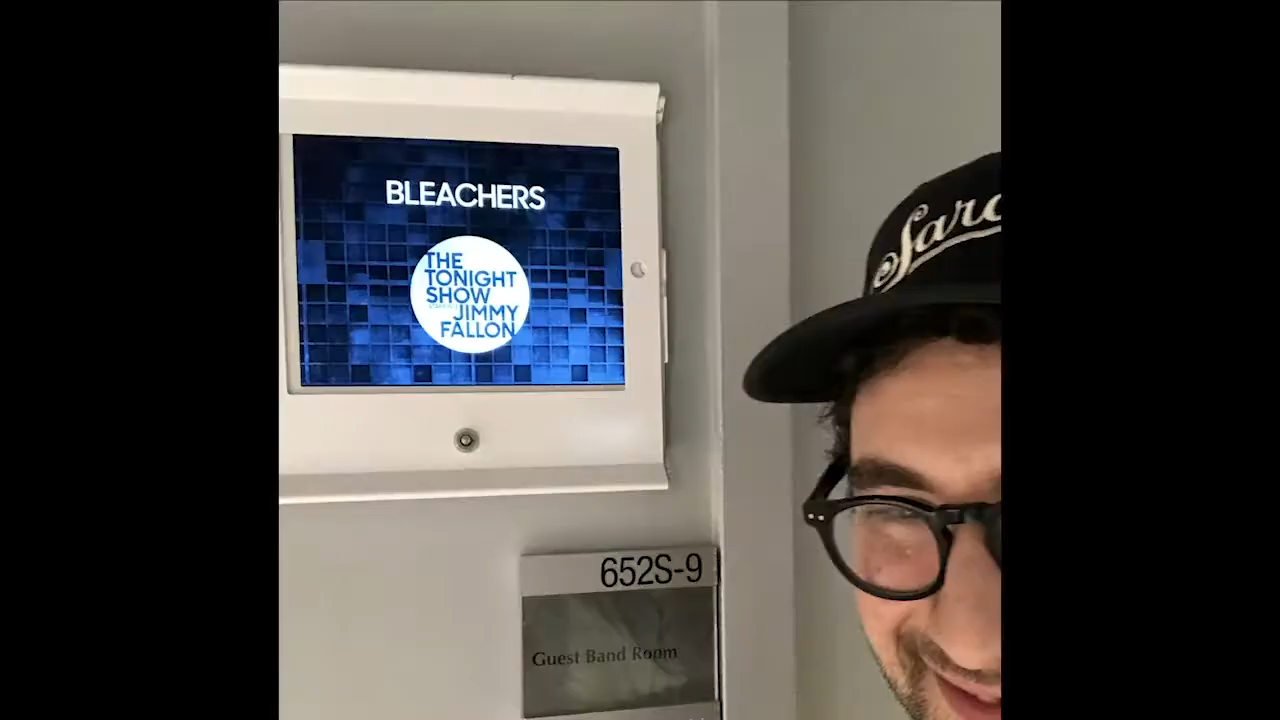 BLEACHERS
THE
TONIGHT
SHOW
JIMMY
FALLON
652S-9
Guest Band Room